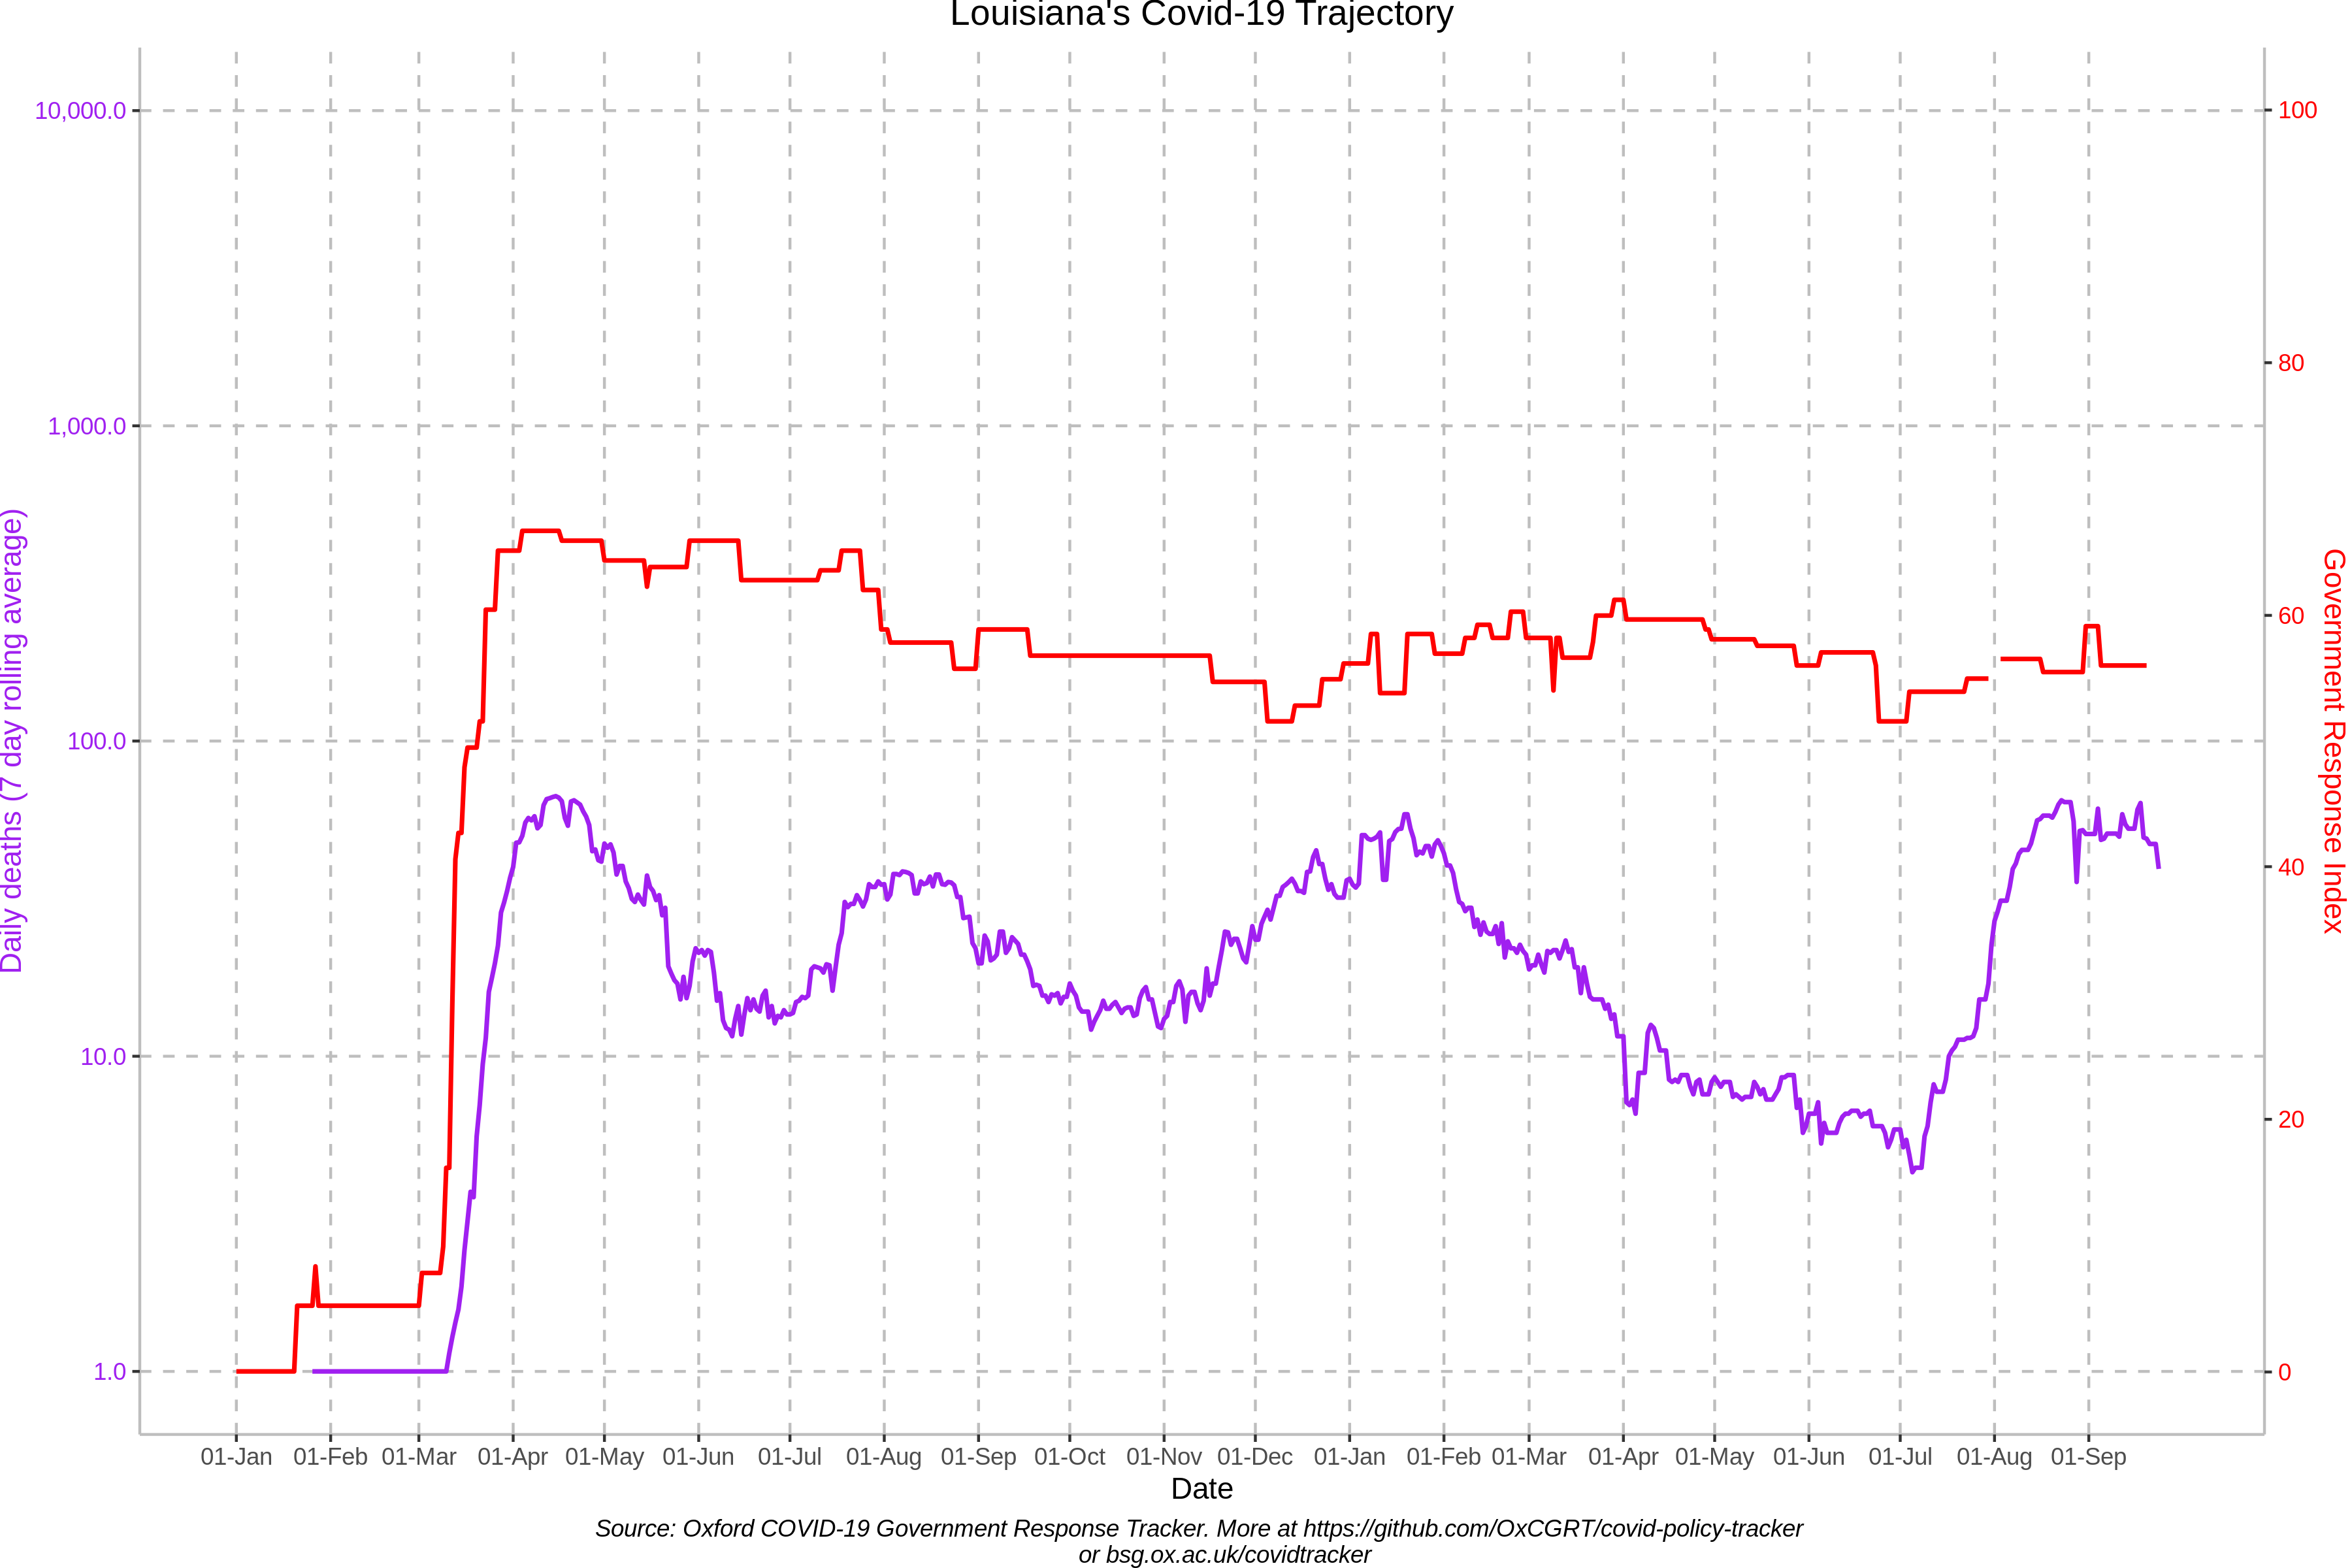 Louisiana's Covid-19 Trajectory
10,000.0
1,000.0
100.0
10.0
1.0
Daily deaths (7 day rolling average)
100
80
60
40
20
0
Government Response Index
01-Jan 01-Feb 01-Mar 01-Apr 01-May 01-Jun 01-Jul 01-Aug 01-Sep 01-Oct 01-Nov 01-Dec 01-Jan 01-Feb 01-Mar 01-Apr 01-May 01-Jun 01-Jul 01-Aug 01-Sep
Date
Source: Oxford COVID-19 Government Response Tracker. More at https://github.com/OxCGRT/covid-policy-tracker
or bsg.ox.ac.uk/covidtracker